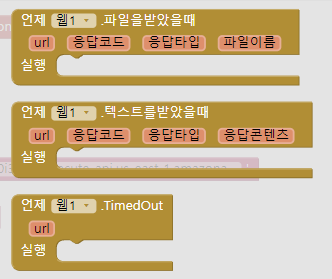 언제 웹1 .파일을받았을때
url 응답코드 응답타입 파일이름
실행
언제 웹1 .텍스트를받았을때
url 응답코드 응답타입 응답콘텐츠
실행
언제 웹1 .TimedOut
url
실행